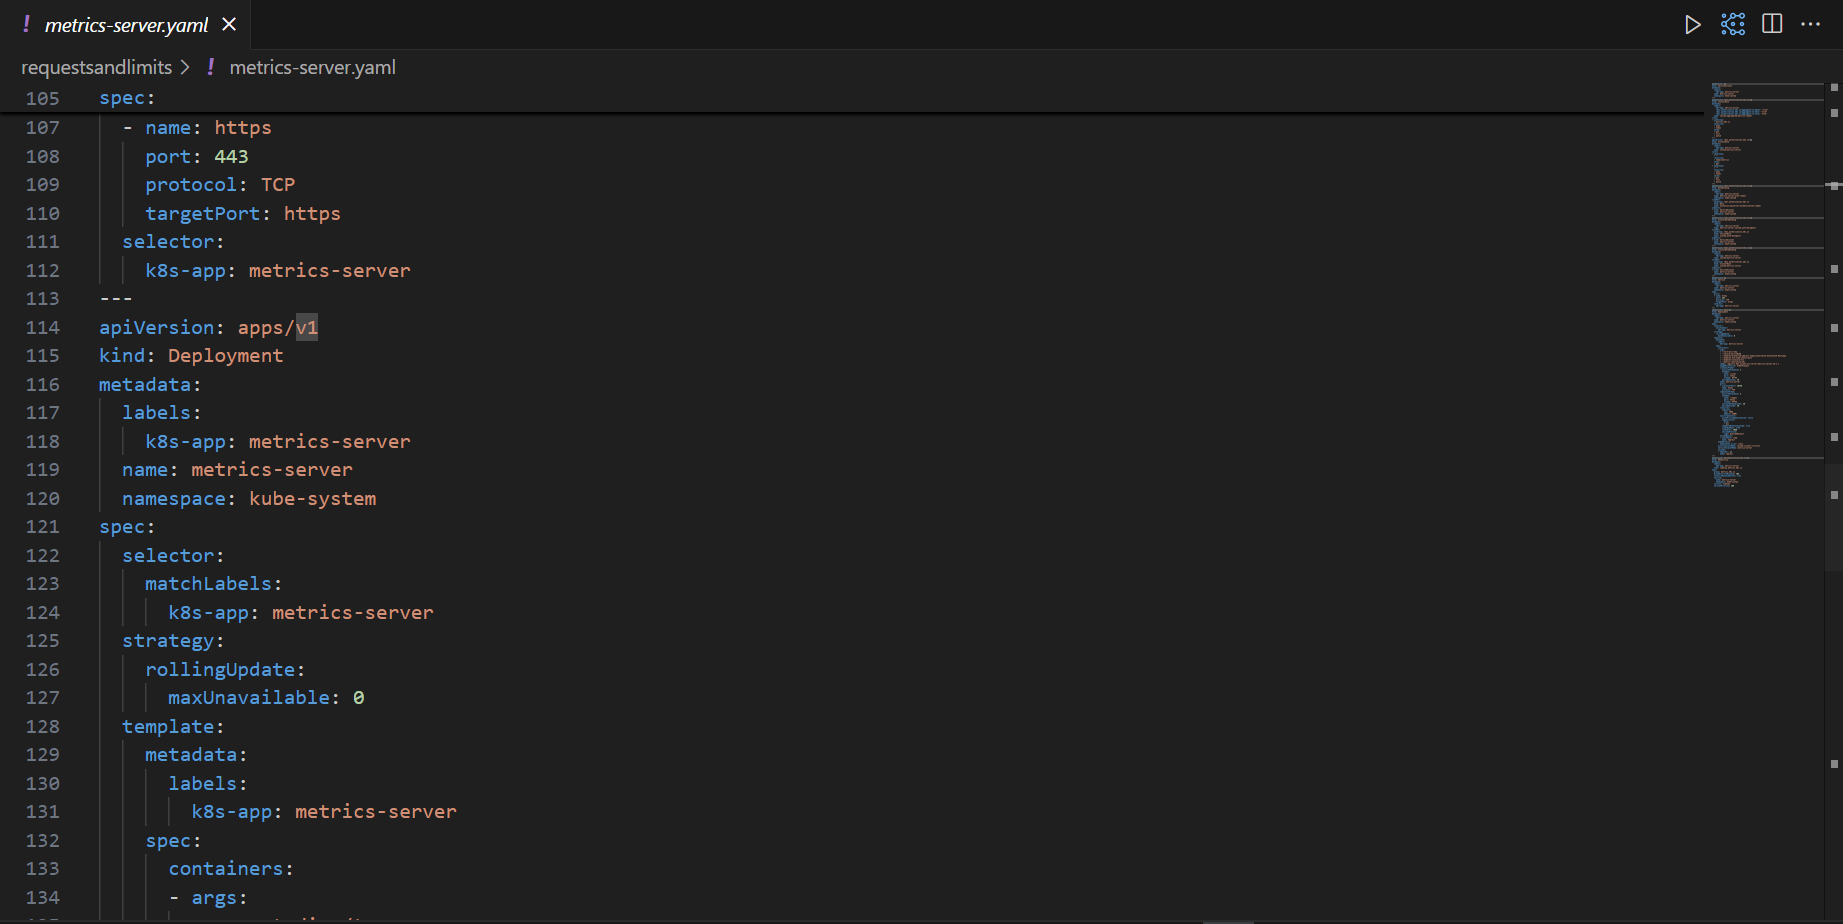 ! metrics-server.yaml
requestsandlimits > ! metrics-server.yaml
105 spec:
107   - name: https
108     port: 443
109     protocol: TCP
110     targetPort: https
111   selector:
112     k8s-app: metrics-server
113 ---
114 apiVersion: apps/v1
115 kind: Deployment
116 metadata:
117   labels:
118     k8s-app: metrics-server
119   name: metrics-server
120   namespace: kube-system
121 spec:
122   selector:
123     matchLabels:
124       k8s-app: metrics-server
125   strategy:
126     rollingUpdate:
127       maxUnavailable: 0
128   template:
129     metadata:
130       labels:
131         k8s-app: metrics-server
132     spec:
133       containers:
134       - args: